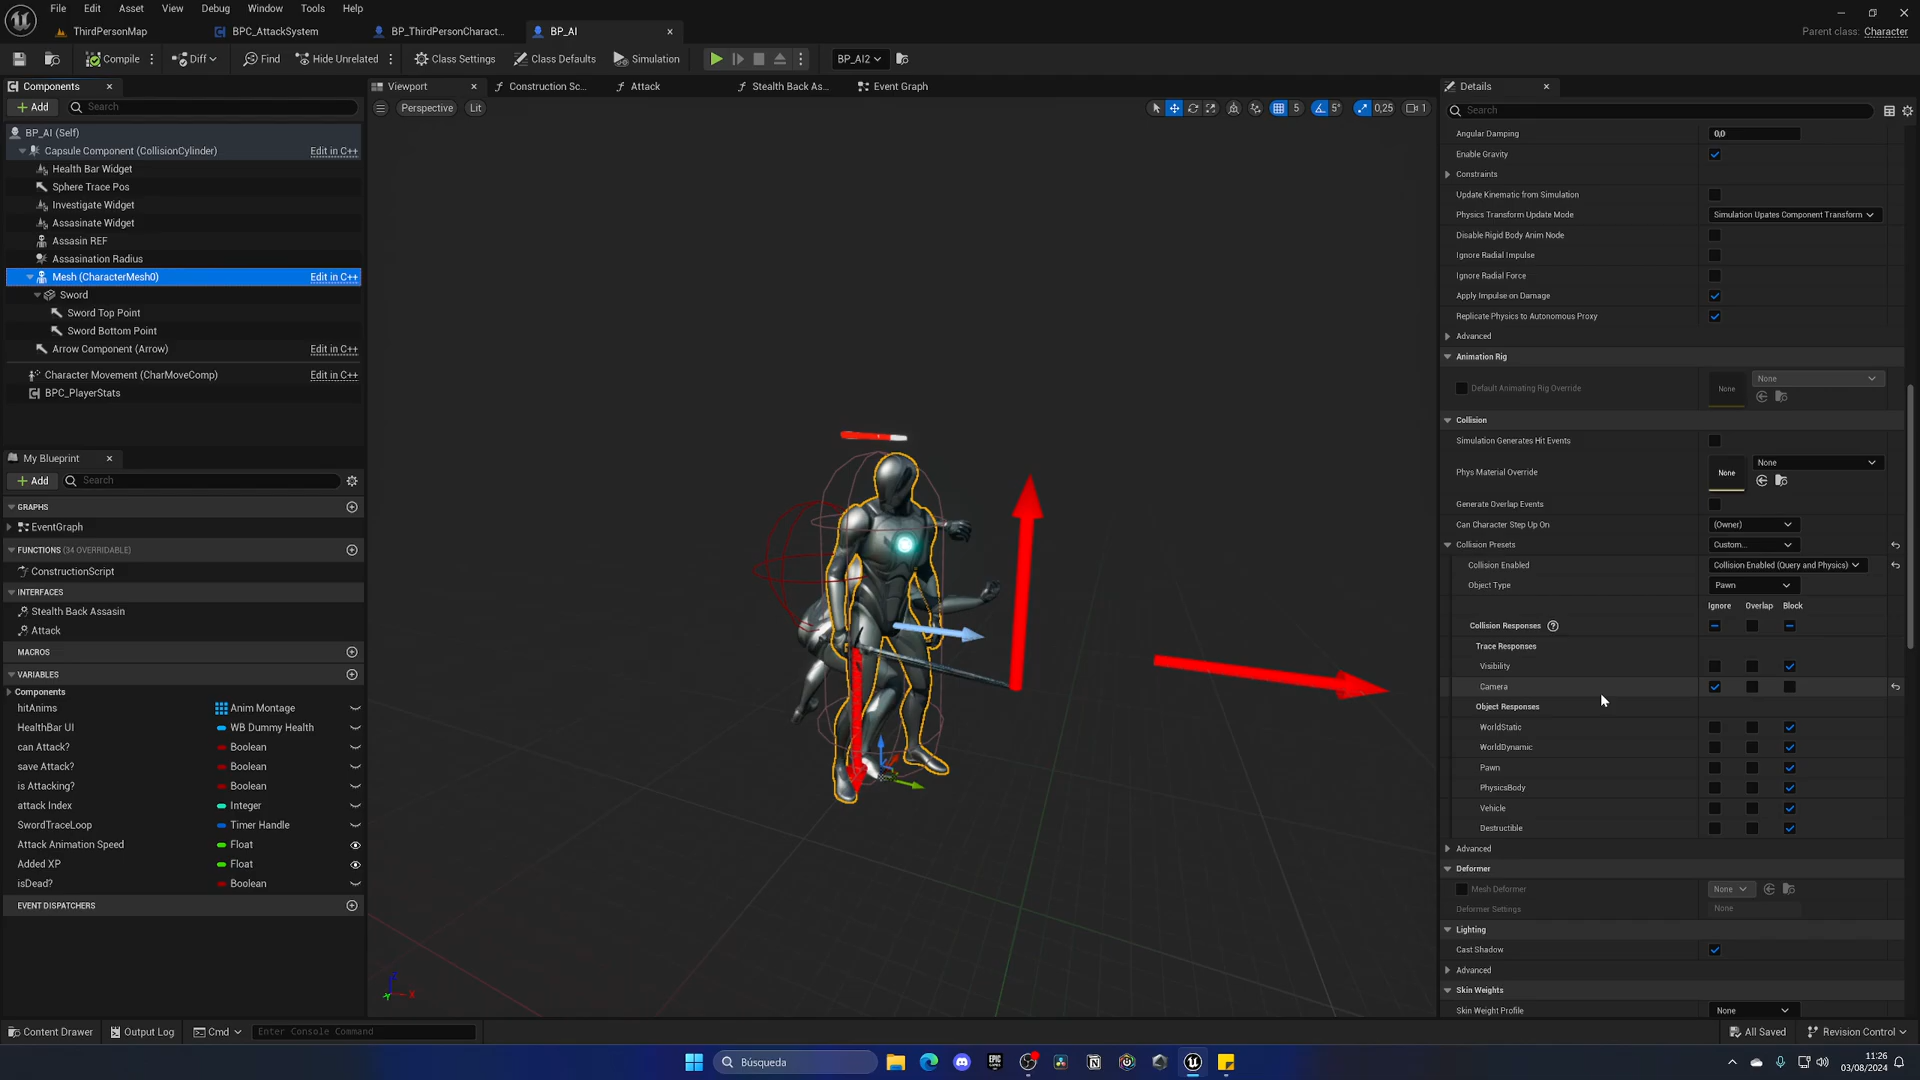 File Edit Asset View Debug Window Tools Help
ThirdPersonMap BPC_AttackSystem BP_ThirdPersonCharact... BP_AI
Parent class: Character
Compile Diff Find Hide Unrelated Class Settings Class Defaults Simulation BP_AI2
Components
Add Search
BP_AI (Self)
Capsule Component (CollisionCylinder) Edit in C++
Health Bar Widget
Sphere Trace Pos
Investigate Widget
Assasinate Widget
Assasin REF
Assasination Radius
Mesh (CharacterMesh0) Edit in C++
Sword
Sword Top Point
Sword Bottom Point
Arrow Component (Arrow) Edit in C++
Character Movement (CharMoveComp) Edit in C++
BPC_PlayerStats
My Blueprint
Add Search
GRAPHS
EventGraph
FUNCTIONS (34 OVERRIDABLE)
ConstructionScript
INTERFACES
Stealth Back Assasin
Attack
MACROS
VARIABLES
Components
hitAnims Anim Montage
HealthBar UI WB Dummy Health
can Attack? Boolean
save Attack? Boolean
is Attacking? Boolean
attack Index Integer
SwordTraceLoop Timer Handle
Attack Animation Speed Float
Added XP Float
isDead? Boolean
EVENT DISPATCHERS
Viewport Construction Sc... Attack Stealth Back As... Event Graph
Perspective Lit 5 5° 0,25 1
Z X Y
Details
Search
Angular Damping 0,0
Enable Gravity
Constraints
Update Kinematic from Simulation
Physics Transform Update Mode Simulation Upates Component Transform
Disable Rigid Body Anim Node
Ignore Radial Impulse
Ignore Radial Force
Apply Impulse on Damage
Replicate Physics to Autonomous Proxy
Advanced
Animation Rig
Default Animating Rig Override None None
Collision
Simulation Generates Hit Events
Phys Material Override None None
Generate Overlap Events
Can Character Step Up On (Owner)
Collision Presets Custom...
Collision Enabled Collision Enabled (Query and Physics)
Object Type Pawn
Ignore Overlap Block
Collision Responses ?
Trace Responses
Visibility
Camera
Object Responses
WorldStatic
WorldDynamic
Pawn
PhysicsBody
Vehicle
Destructible
Advanced
Deformer
Mesh Deformer None
Deformer Settings None
Lighting
Cast Shadow
Advanced
Skin Weights
Skin Weight Profile None
Content Drawer Output Log Cmd Enter Console Command All Saved Revision Control
Búsqueda
EPIC GAMES
11:26
03/08/2024